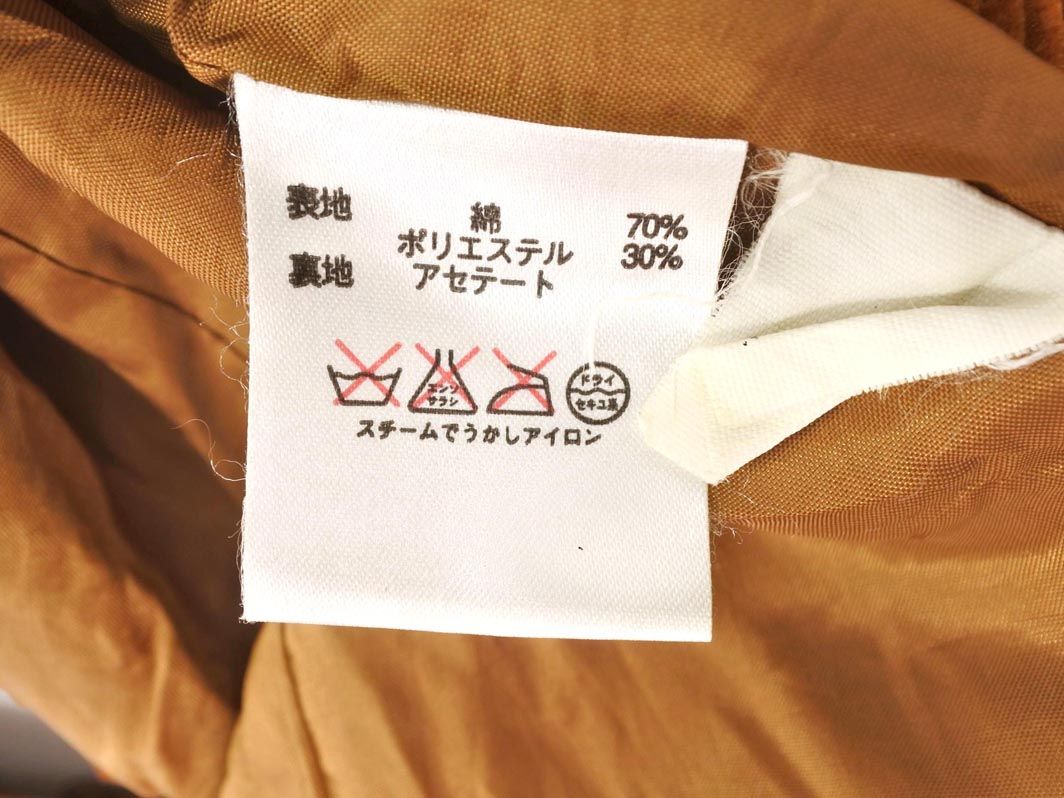 表地 綿 70%
ポリエステル 30%
裏地 アセテート
エンソ サラシ
ドライ
セキユ系
スチームでうかしアイロン